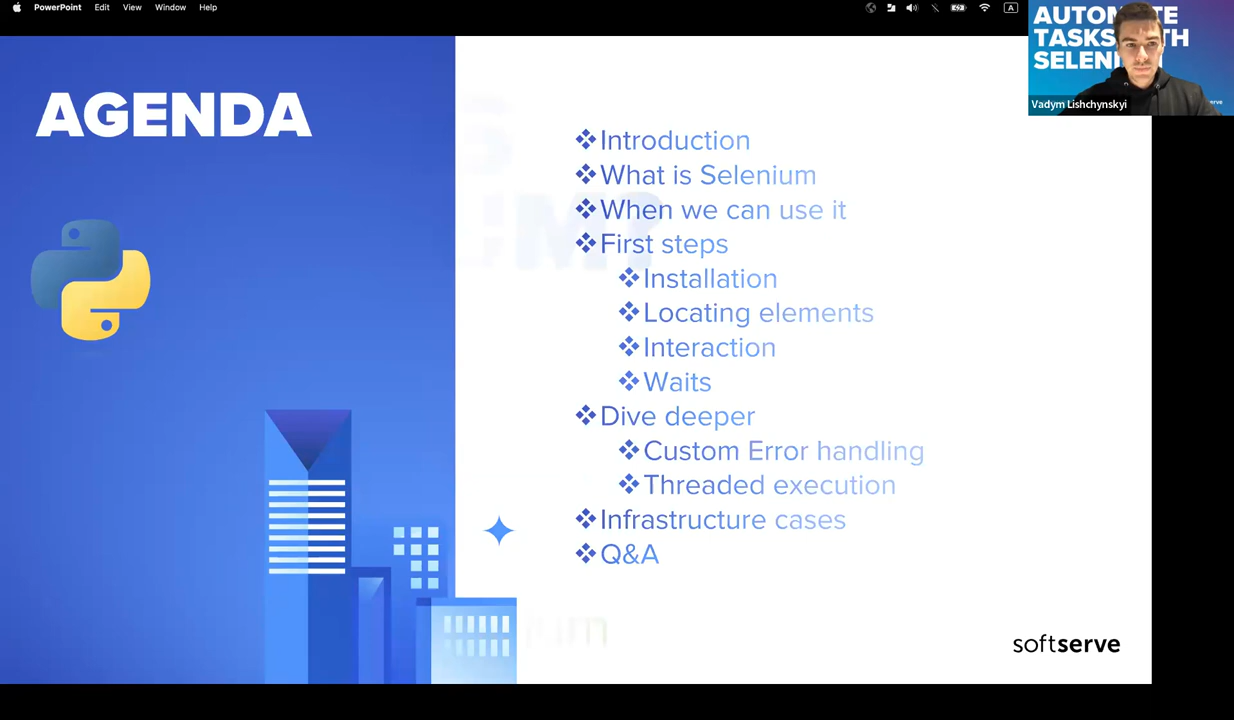 PowerPoint Edit View Window Help
A
AUTOMATE
TASKS WITH
SELENIUM
Vadym Lishchynskyi
AGENDA
❖Introduction
❖What is Selenium
❖When we can use it
❖First steps
❖Installation
❖Locating elements
❖Interaction
❖Waits
❖Dive deeper
❖Custom Error handling
❖Threaded execution
❖Infrastructure cases
❖Q&A
softserve